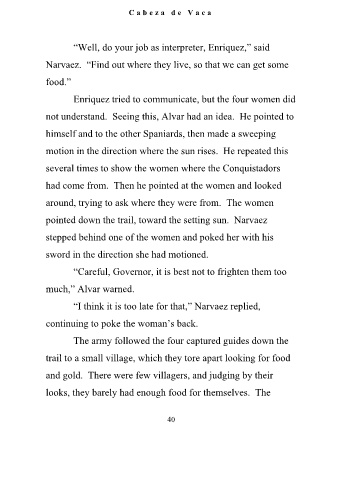 Cabeza de Vaca
“Well, do your job as interpreter, Enriquez,” said
Narvaez.  “Find out where they live, so that we can get some
food.”
Enriquez tried to communicate, but the four women did
not understand.  Seeing this, Alvar had an idea.  He pointed to
himself and to the other Spaniards, then made a sweeping
motion in the direction where the sun rises.  He repeated this
several times to show the women where the Conquistadors
had come from.  Then he pointed at the women and looked
around, trying to ask where they were from.  The women
pointed down the trail, toward the setting sun.  Narvaez
stepped behind one of the women and poked her with his
sword in the direction she had motioned.
“Careful, Governor, it is best not to frighten them too
much,” Alvar warned.
“I think it is too late for that,” Narvaez replied,
continuing to poke the woman’s back.
The army followed the four captured guides down the
trail to a small village, which they tore apart looking for food
and gold.  There were few villagers, and judging by their
looks, they barely had enough food for themselves.  The
40